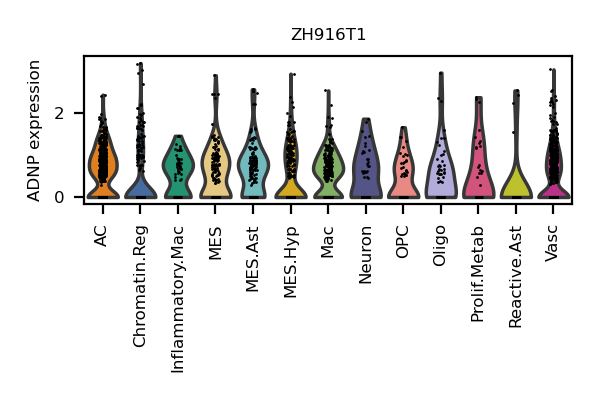 ZH916T1
ADNP expression
2
0
AC
Chromatin.Reg
Inflammatory.Mac
MES
MES.Ast
MES.Hyp
Mac
Neuron
OPC
Oligo
Prolif.Metab
Reactive.Ast
Vasc